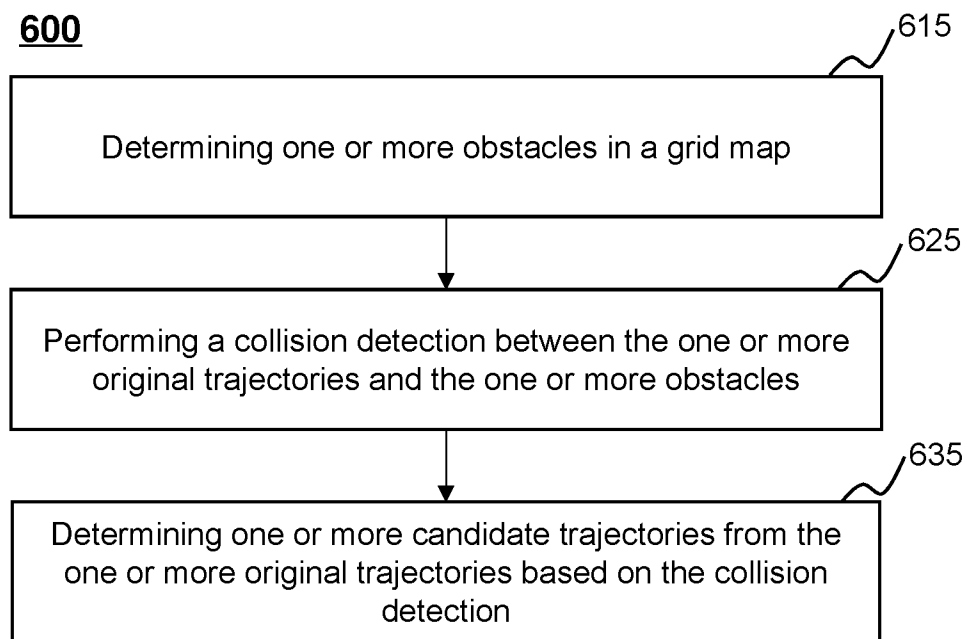 600
615
Determining one or more obstacles in a grid map
625
Performing a collision detection between the one or more
original trajectories and the one or more obstacles
635
Determining one or more candidate trajectories from the
one or more original trajectories based on the collision
detection